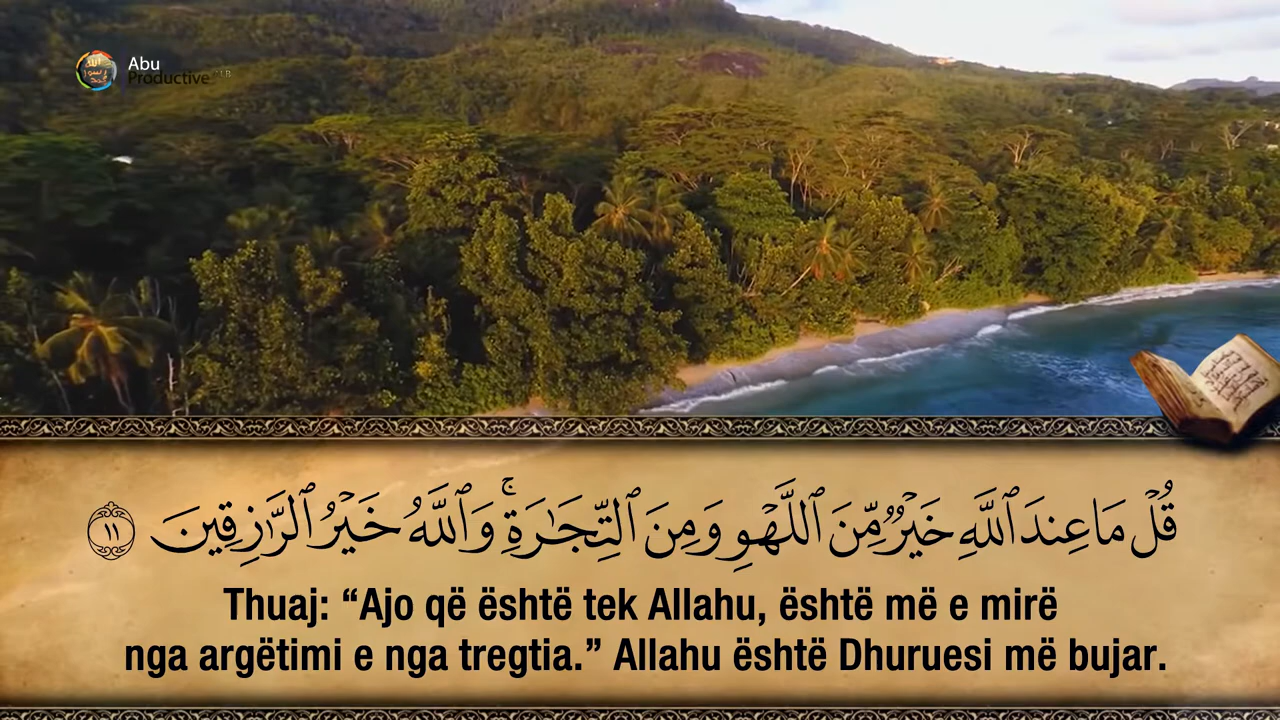 Abu
Productive
قُلْ مَا عِندَ ٱللَّهِ خَيْرٌ مِّنَ ٱللَّهْوِ وَمِنَ ٱلتِّجَـٰرَةِ ۚ وَٱللَّهُ خَيْرُ ٱلرَّٰزِقِينَ ١١
Thuaj: “Ajo që është tek Allahu, është më e mirë
nga argëtimi e nga tregtia.” Allahu është Dhuruesi më bujar.